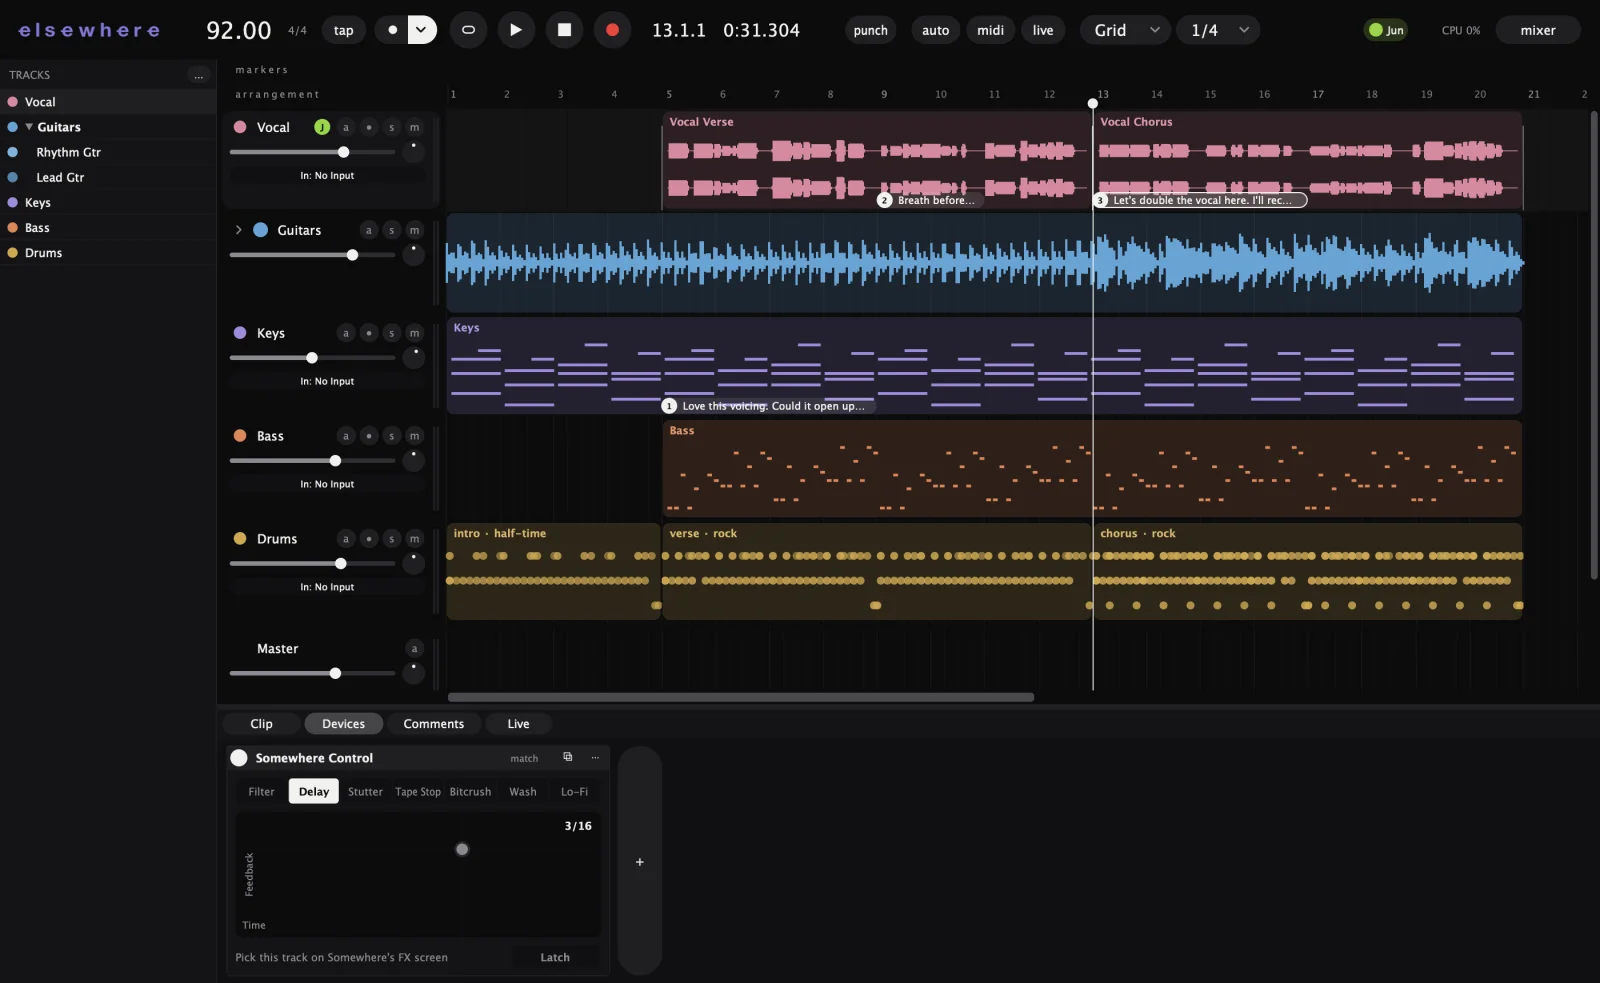 elsewhere 92.00 4/4 tap 13.1.1 0:31.304 punch auto midi live Grid 1/4 Jun CPU 0% mixer
TRACKS ...
Vocal
Guitars
Rhythm Gtr
Lead Gtr
Keys
Bass
Drums
markers
arrangement 1 2 3 4 5 6 7 8 9 10 11 12 13 14 15 16 17 18 19 20 21 2
Vocal J a s m
In: No Input
Vocal Verse
Vocal Chorus
2 Breath before...
3 Let's double the vocal here. I'll rec...
Guitars a s m
Keys a s m
In: No Input
Keys
1 Love this voicing. Could it open up...
Bass a s m
In: No Input
Bass
Drums a s m
In: No Input
intro · half-time
verse · rock
chorus · rock
Master a
Clip Devices Comments Live
Somewhere Control match ...
Filter Delay Stutter Tape Stop Bitcrush Wash Lo-Fi
3/16
Feedback
Time
Pick this track on Somewhere's FX screen Latch
+